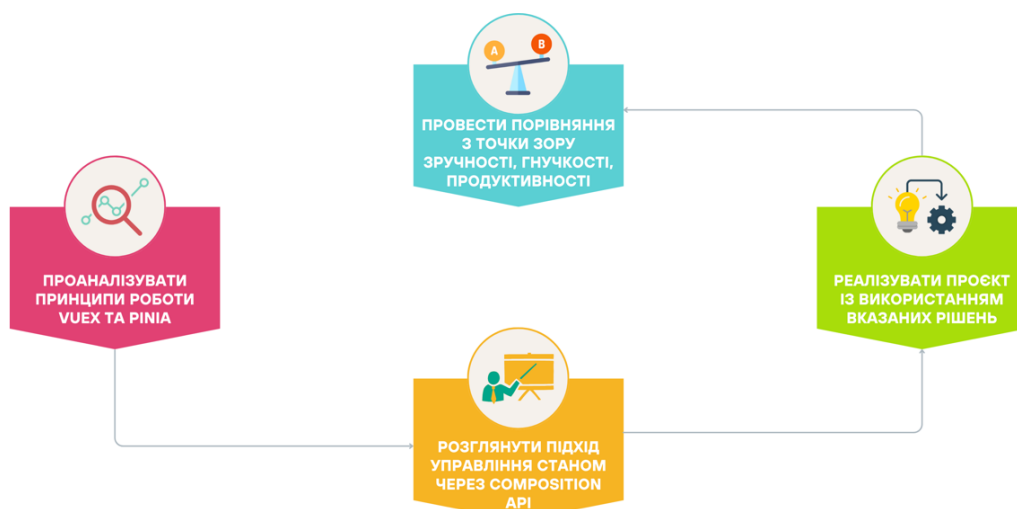 A
B
ПРОВЕСТИ ПОРІВНЯННЯ
З ТОЧКИ ЗОРУ
ЗРУЧНОСТІ, ГНУЧКОСТІ,
ПРОДУКТИВНОСТІ
ПРОАНАЛІЗУВАТИ
ПРИНЦИПИ РОБОТИ
VUEX ТА PINIA
РЕАЛІЗУВАТИ ПРОЄКТ
ІЗ ВИКОРИСТАННЯМ
ВКАЗАНИХ РІШЕНЬ
РОЗГЛЯНУТИ ПІДХІД
УПРАВЛІННЯ СТАНОМ
ЧЕРЕЗ COMPOSITION
API